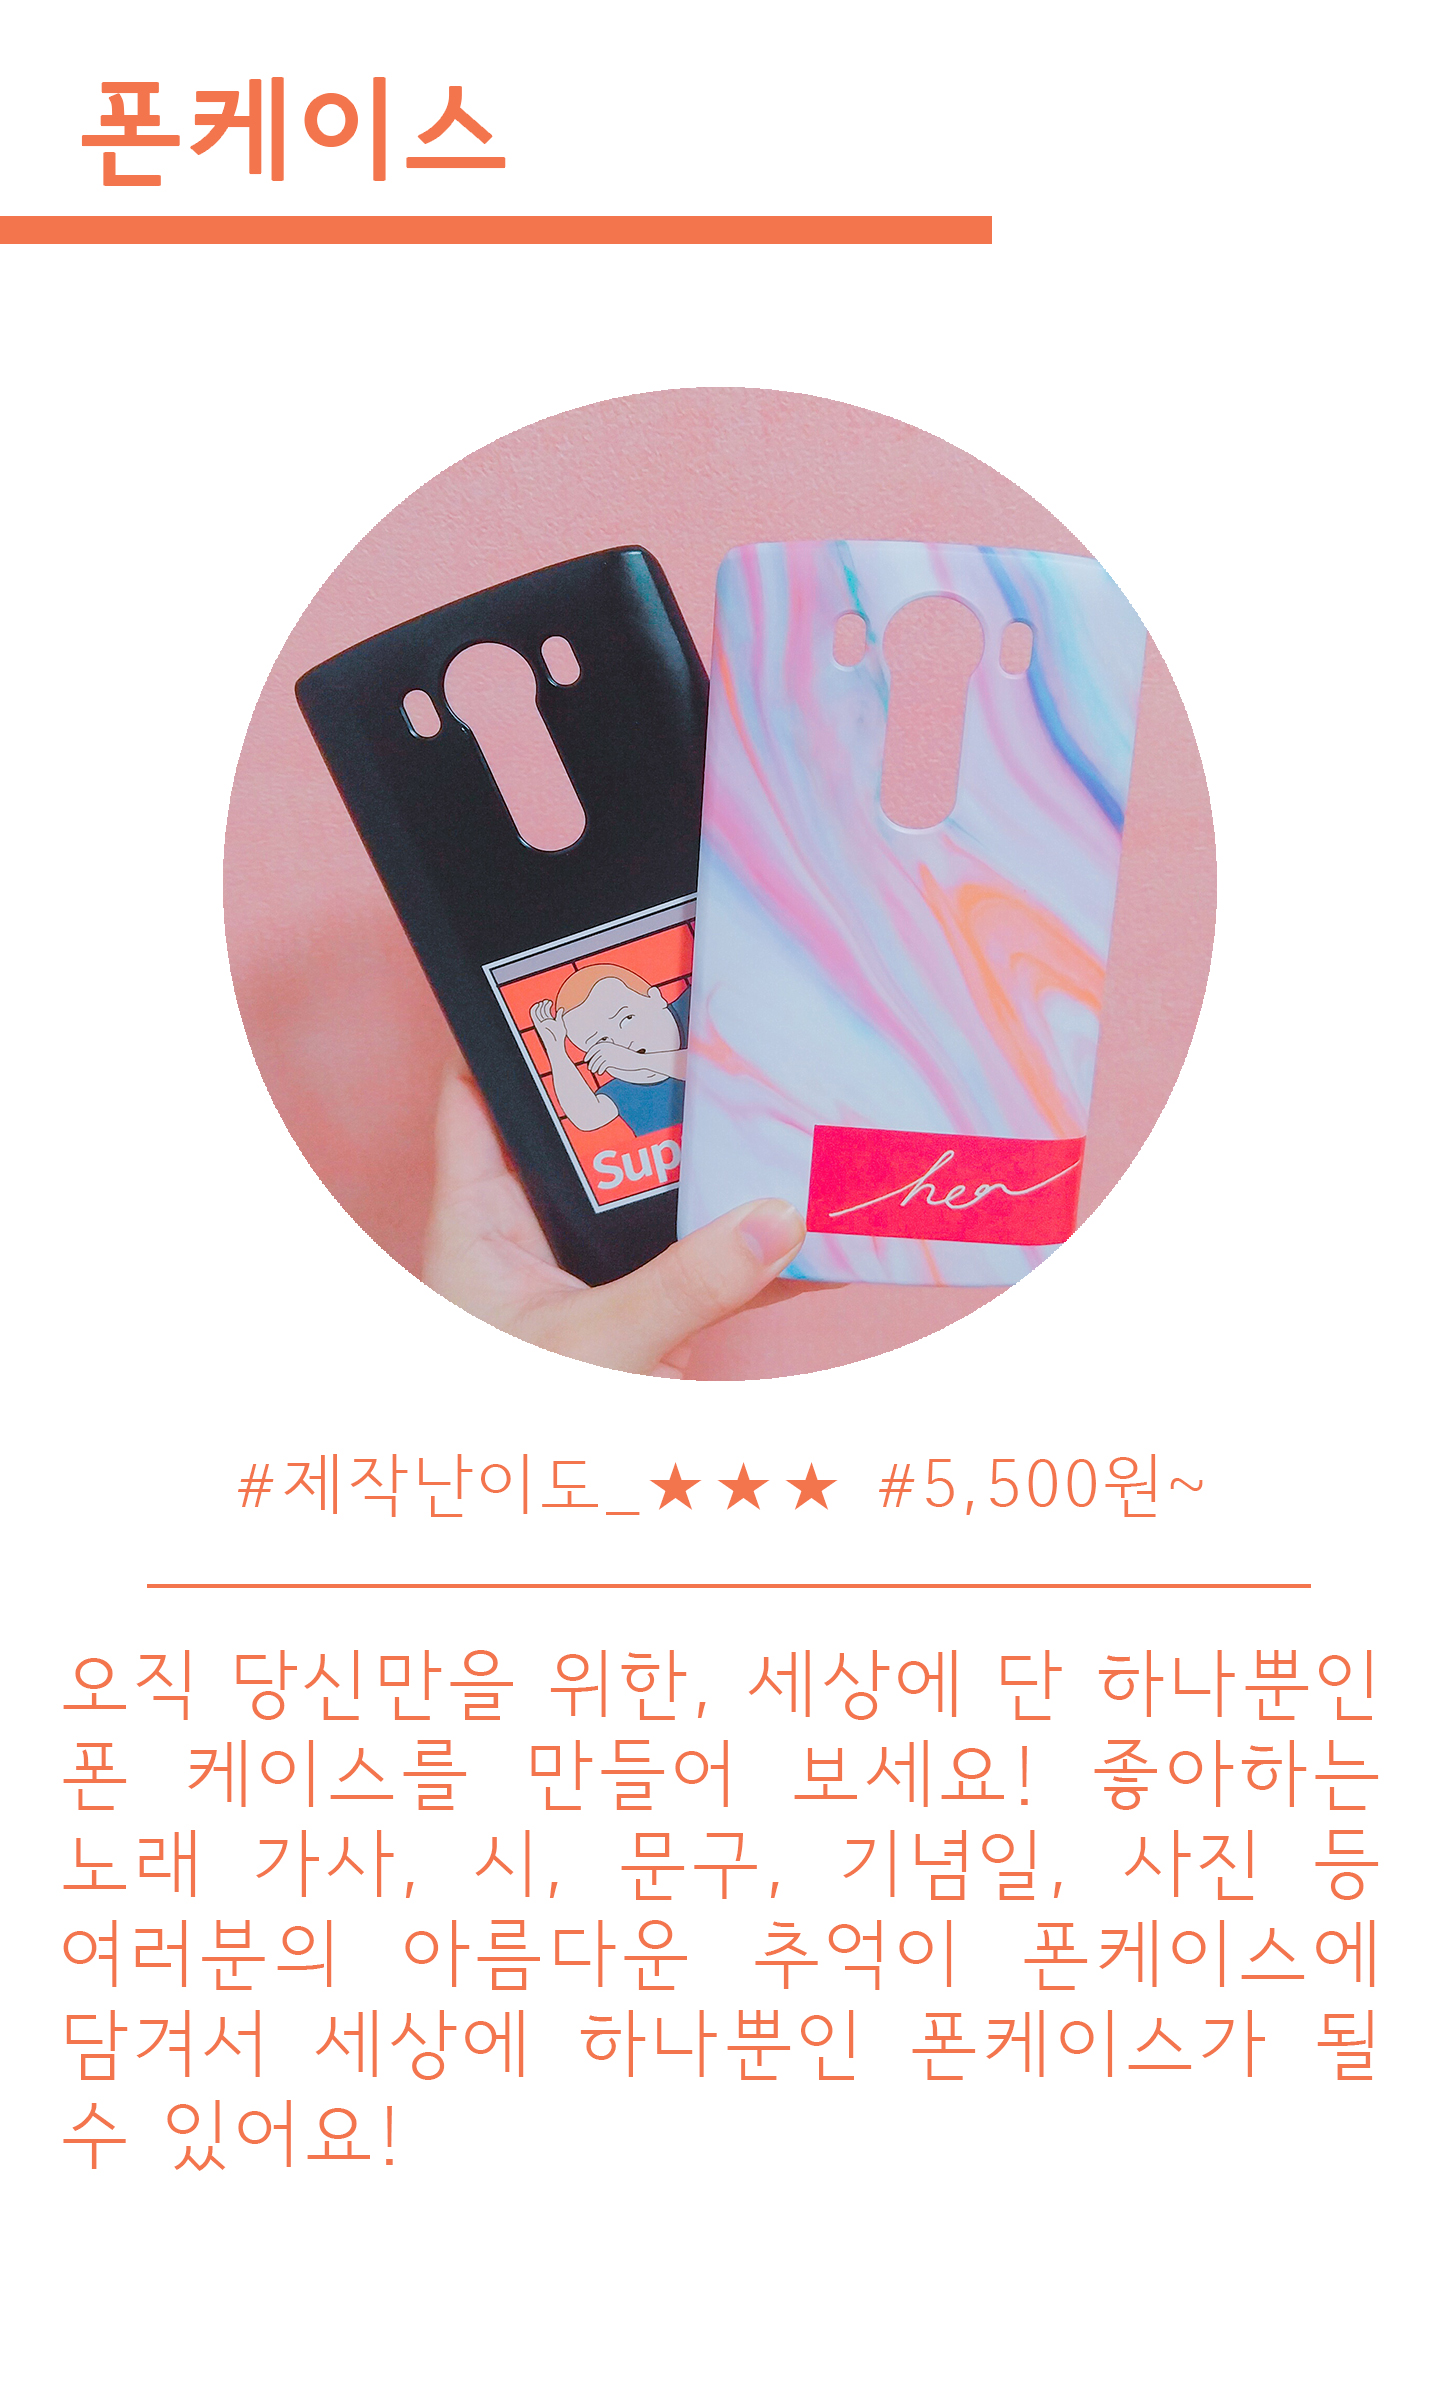 폰케이스
Sup
her
#제작난이도_★★★ #5,500원~
오직 당신만을 위한, 세상에 단 하나뿐인
폰 케이스를 만들어 보세요! 좋아하는
노래 가사, 시, 문구, 기념일, 사진 등
여러분의 아름다운 추억이 폰케이스에
담겨서 세상에 하나뿐인 폰케이스가 될
수 있어요!